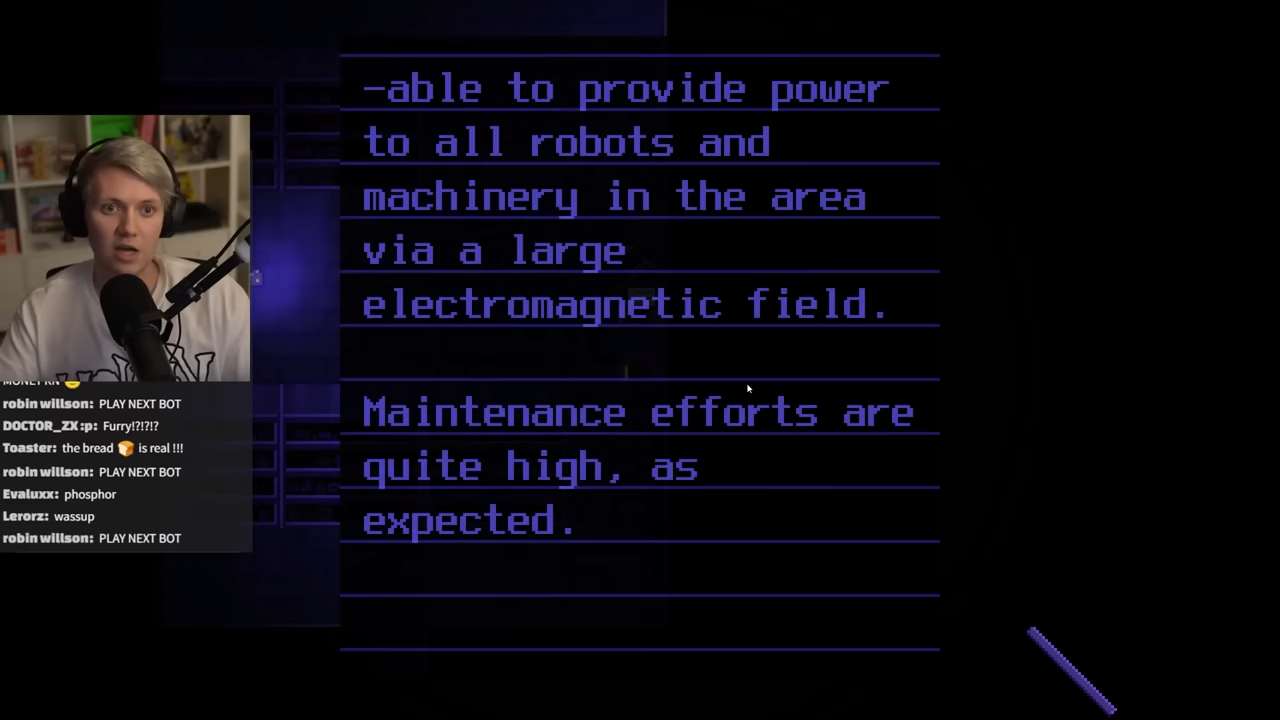 -able to provide power
to all robots and
machinery in the area
via a large
electromagnetic field.
Maintenance efforts are
quite high, as
expected.
robin willson: PLAY NEXT BOT
DOCTOR_ZX:p: Furry!?!?!?
Toaster: the bread 🍞 is real !!!
robin willson: PLAY NEXT BOT
Evaluxx: phosphor
Lerorz: wassup
robin willson: PLAY NEXT BOT